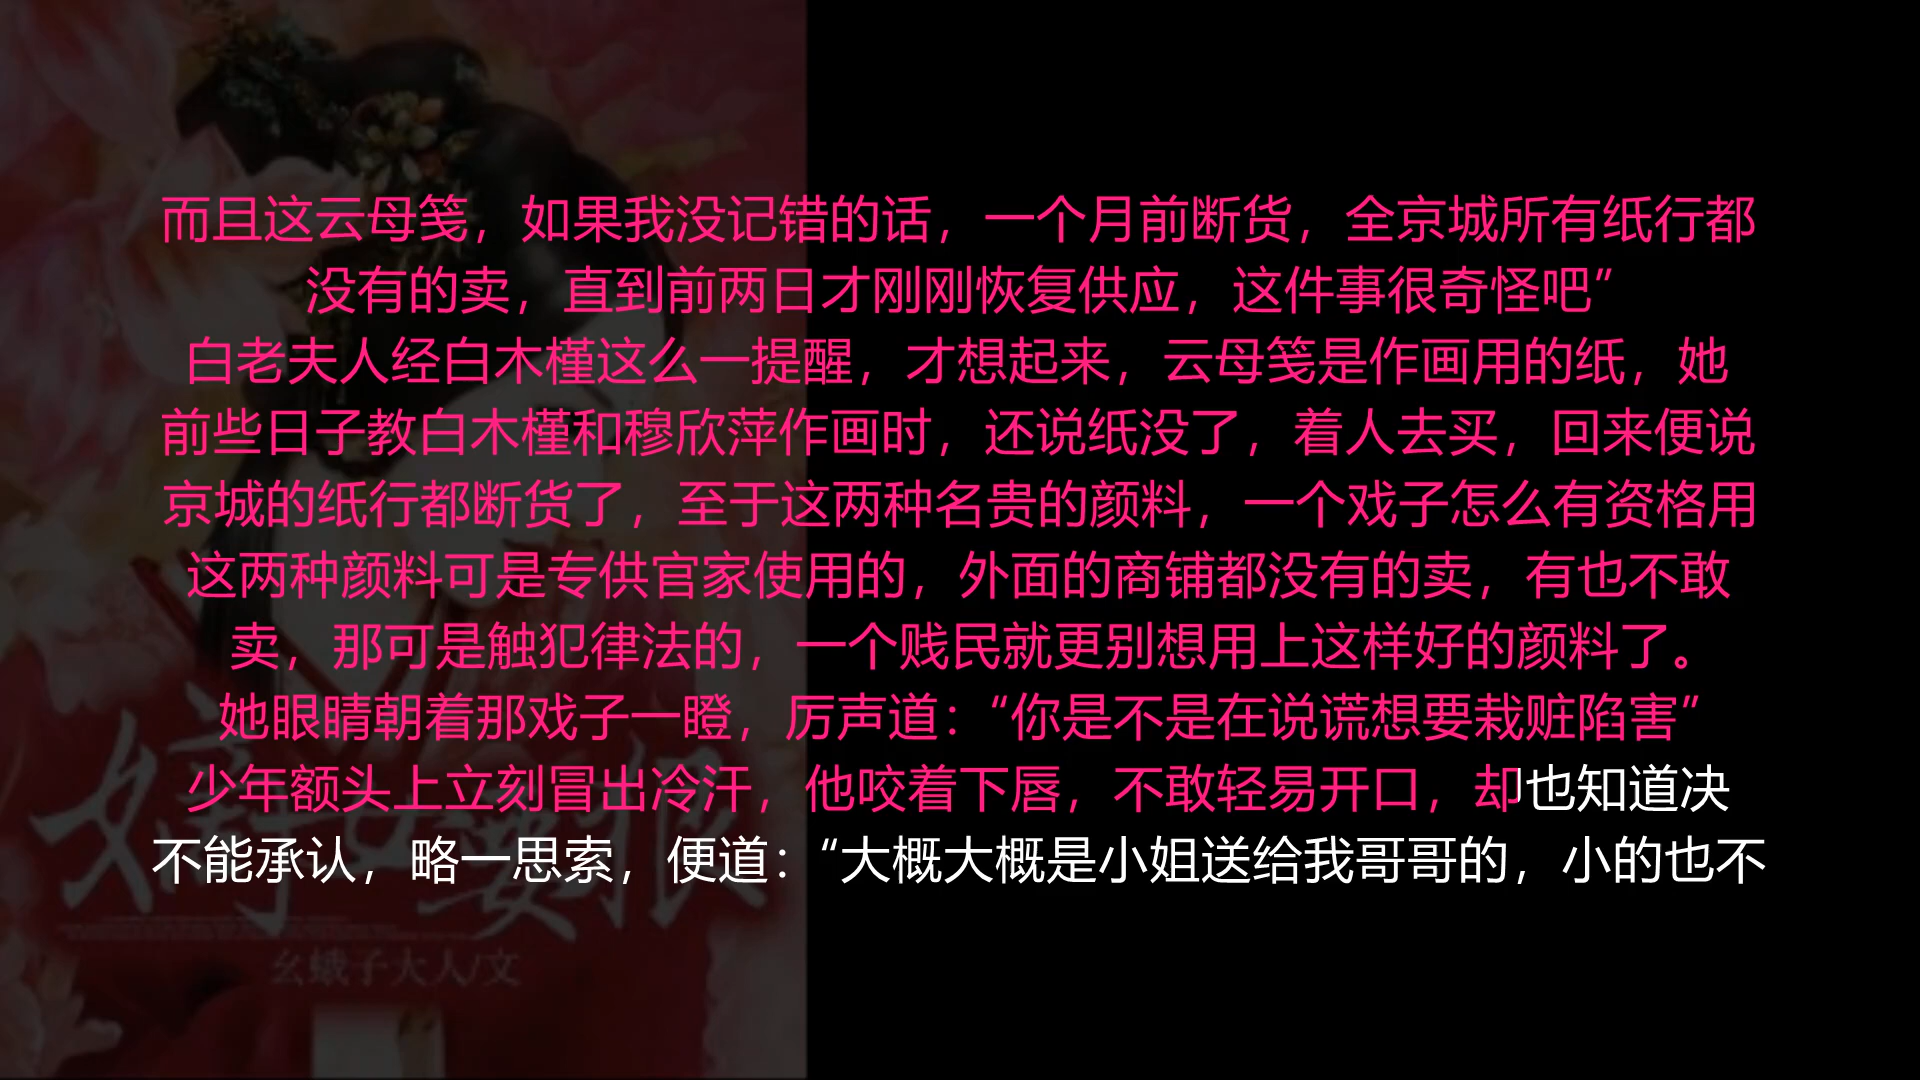 而且这云母笺，如果我没记错的话，一个月前断货，全京城所有纸行都
没有的卖，直到前两日才刚刚恢复供应，这件事很奇怪吧”
白老夫人经白木槿这么一提醒，才想起来，云母笺是作画用的纸，她
前些日子教白木槿和穆欣萍作画时，还说纸没了，着人去买，回来便说
京城的纸行都断货了，至于这两种名贵的颜料，一个戏子怎么有资格用
这两种颜料可是专供官家使用的，外面的商铺都没有的卖，有也不敢
卖，那可是触犯律法的，一个贱民就更别想用上这样好的颜料了。
她眼睛朝着那戏子一瞪，厉声道：“你是不是在说谎想要栽赃陷害”
少年额头上立刻冒出冷汗，他咬着下唇，不敢轻易开口，却也知道决
不能承认，略一思索，便道：“大概大概是小姐送给我哥哥的，小的也不
幺蛾子大人/文